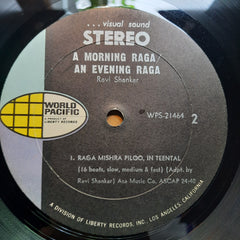 ...visual sound
STEREO
A MORNING RAGA/
AN EVENING RAGA
Ravi Shankar
WORLD
PACIFIC
A PRODUCT OF
LIBERTY RECORDS
WPS-21464
2
1. RAGA MISHRA PILOO, IN TEENTAL
(16 beats, slow, medium & fast) (Adpt. by
Ravi Shankar) Ana Music Co. ASCAP 24:40
A DIVISION OF LIBERTY RECORDS, INC., LOS ANGELES, CALIFORNIA